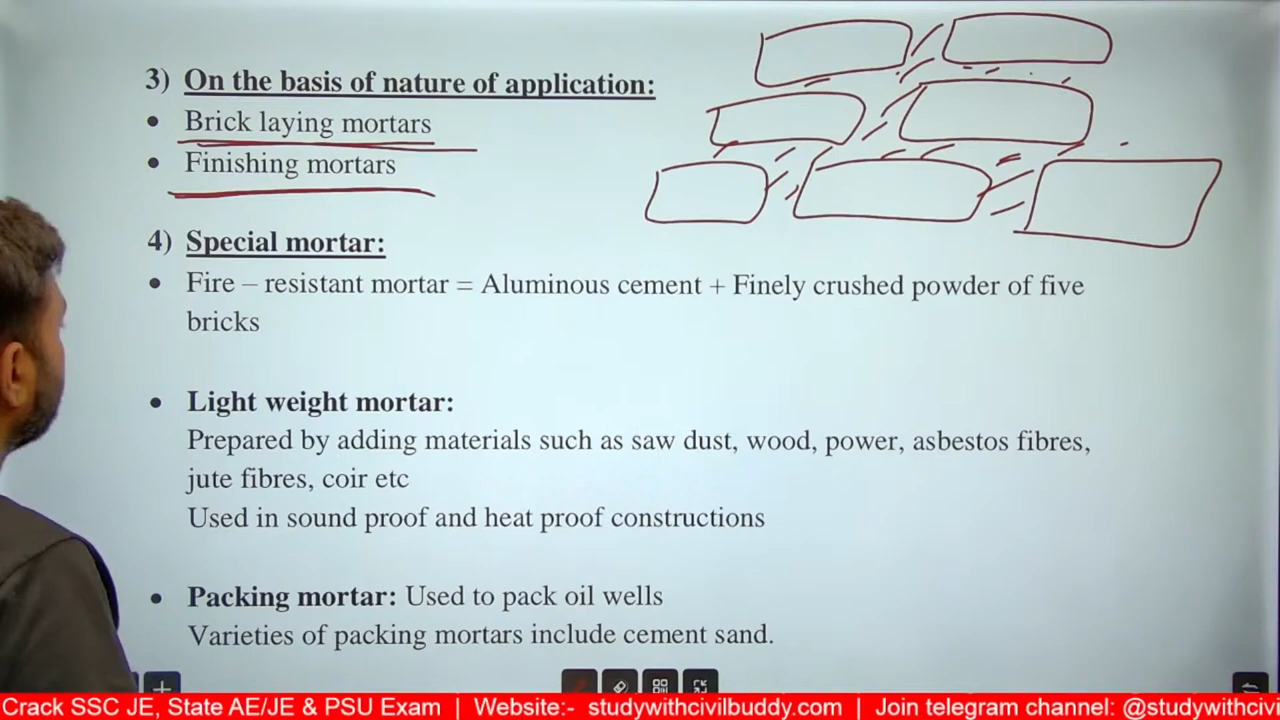 3) On the basis of nature of application:
• Brick laying mortars
• Finishing mortars
4) Special mortar:
• Fire – resistant mortar = Aluminous cement + Finely crushed powder of five
bricks
• Light weight mortar:
Prepared by adding materials such as saw dust, wood, power, asbestos fibres,
jute fibres, coir etc
Used in sound proof and heat proof constructions
• Packing mortar: Used to pack oil wells
Varieties of packing mortars include cement sand.
Crack SSC JE, State AE/JE & PSU Exam | Website:- studywithcivilbuddy.com | Join telegram channel: @studywithcivi